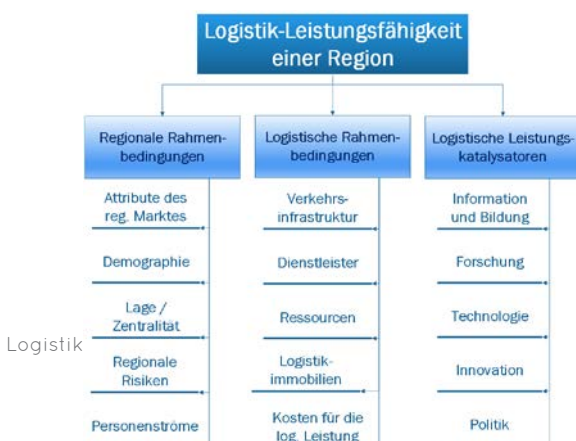 Logistik-Leistungsfähigkeit
einer Region
Regionale Rahmen-
bedingungen
Attribute des
reg. Marktes
Demographie
Lage /
Zentralität
Regionale
Risiken
Personenströme
Logistische Rahmen-
bedingungen
Verkehrs-
infrastruktur
Dienstleister
Ressourcen
Logistik-
immobilien
Kosten für die
log. Leistung
Logistische Leistungs-
katalysatoren
Information
und Bildung
Forschung
Technologie
Innovation
Politik
Logistik